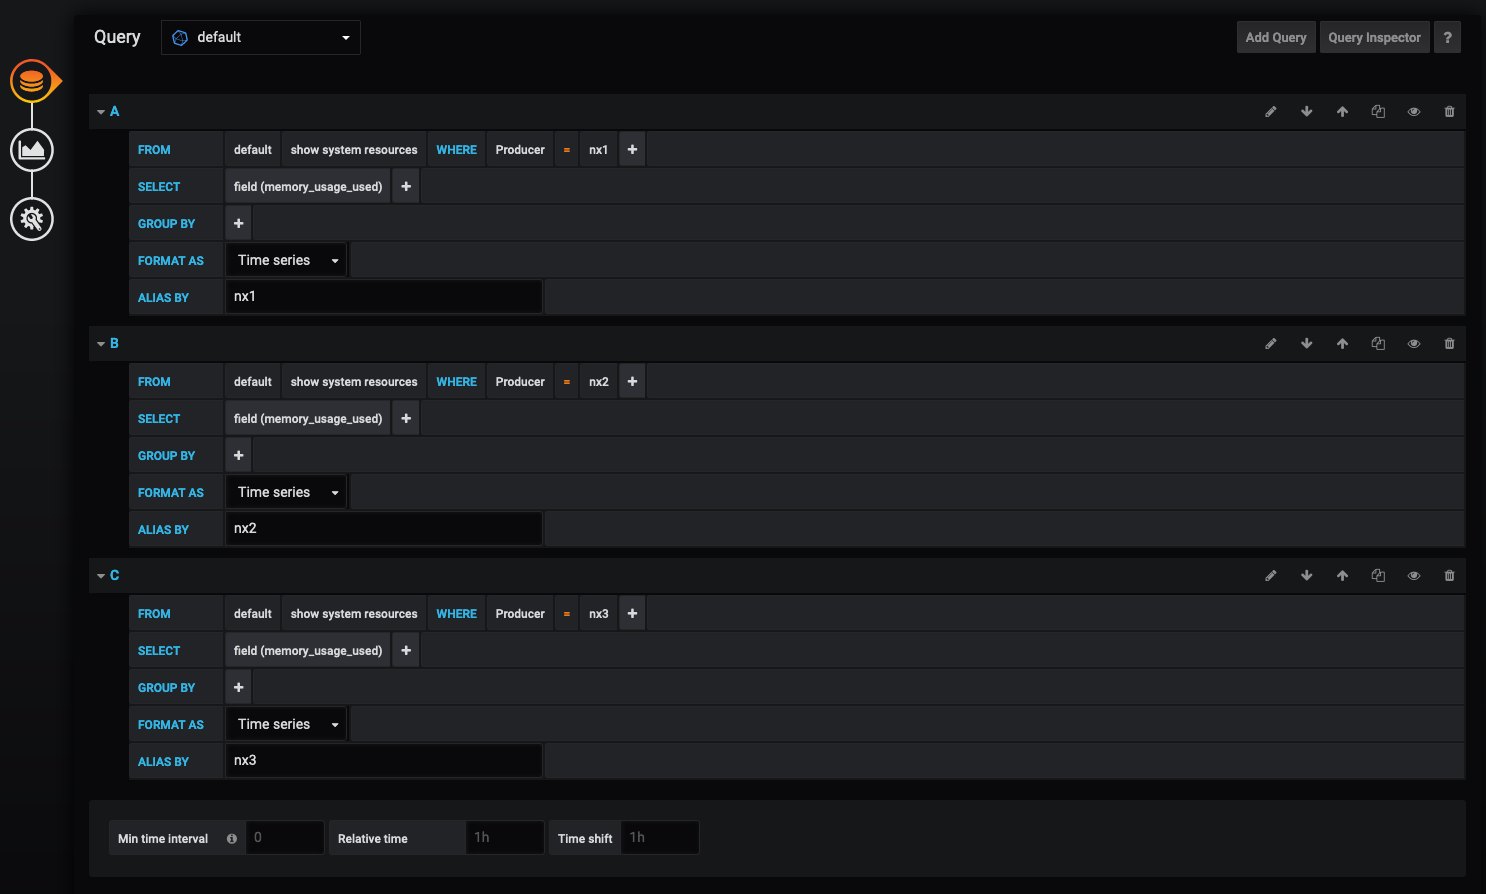 Query default Add Query Query Inspector ?
A
FROM default show system resources WHERE Producer = nx1 +
SELECT field (memory_usage_used) +
GROUP BY +
FORMAT AS Time series
ALIAS BY nx1
B
FROM default show system resources WHERE Producer = nx2 +
SELECT field (memory_usage_used) +
GROUP BY +
FORMAT AS Time series
ALIAS BY nx2
C
FROM default show system resources WHERE Producer = nx3 +
SELECT field (memory_usage_used) +
GROUP BY +
FORMAT AS Time series
ALIAS BY nx3
Min time interval 0 Relative time 1h Time shift 1h